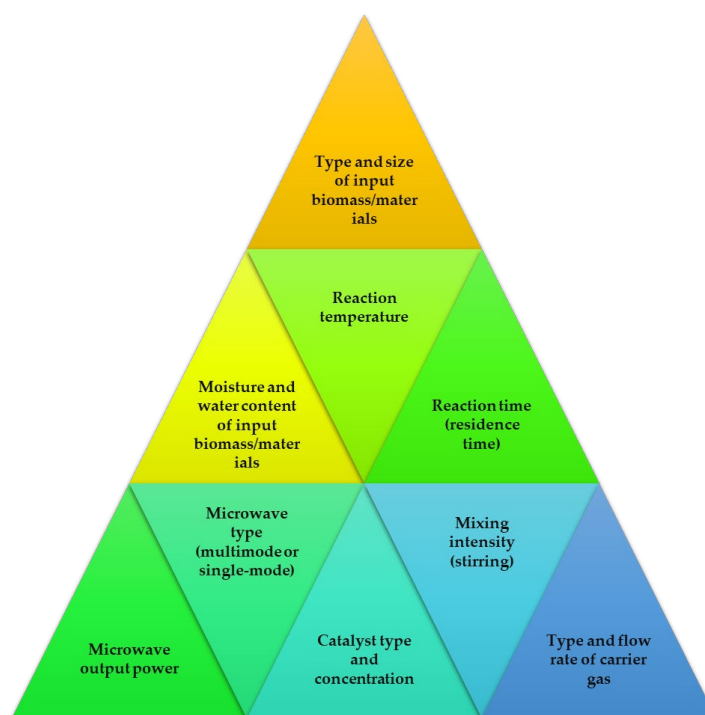 Type and size
of input
biomass/mater
ials
Reaction
temperature
Moisture and
water content
of input
biomass/mater
ials
Reaction time
(residence
time)
Microwave
type
(multimode or
single-mode)
Mixing
intensity
(stirring)
Microwave
output power
Catalyst type
and
concentration
Type and flow
rate of carrier
gas